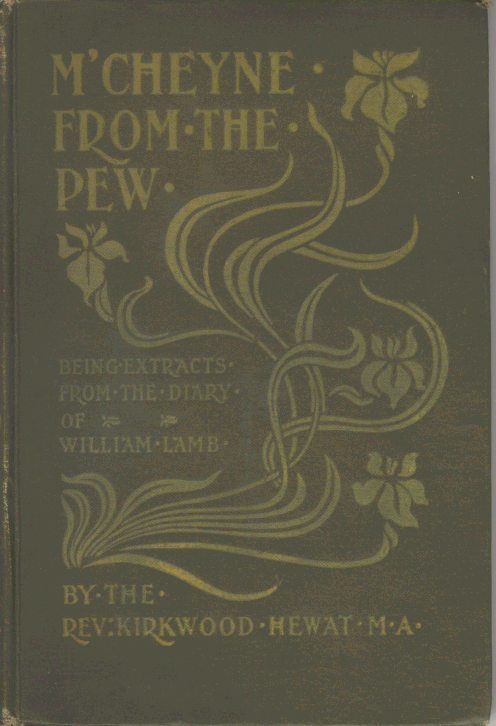 M'CHEYNE ·
FROM·THE·
PEW·
BEING·EXTRACTS·
FROM·THE·DIARY·
OF
WILLIAM·LAMB·
BY·THE·
REV:KIRKWOOD·HEWAT·M·A·